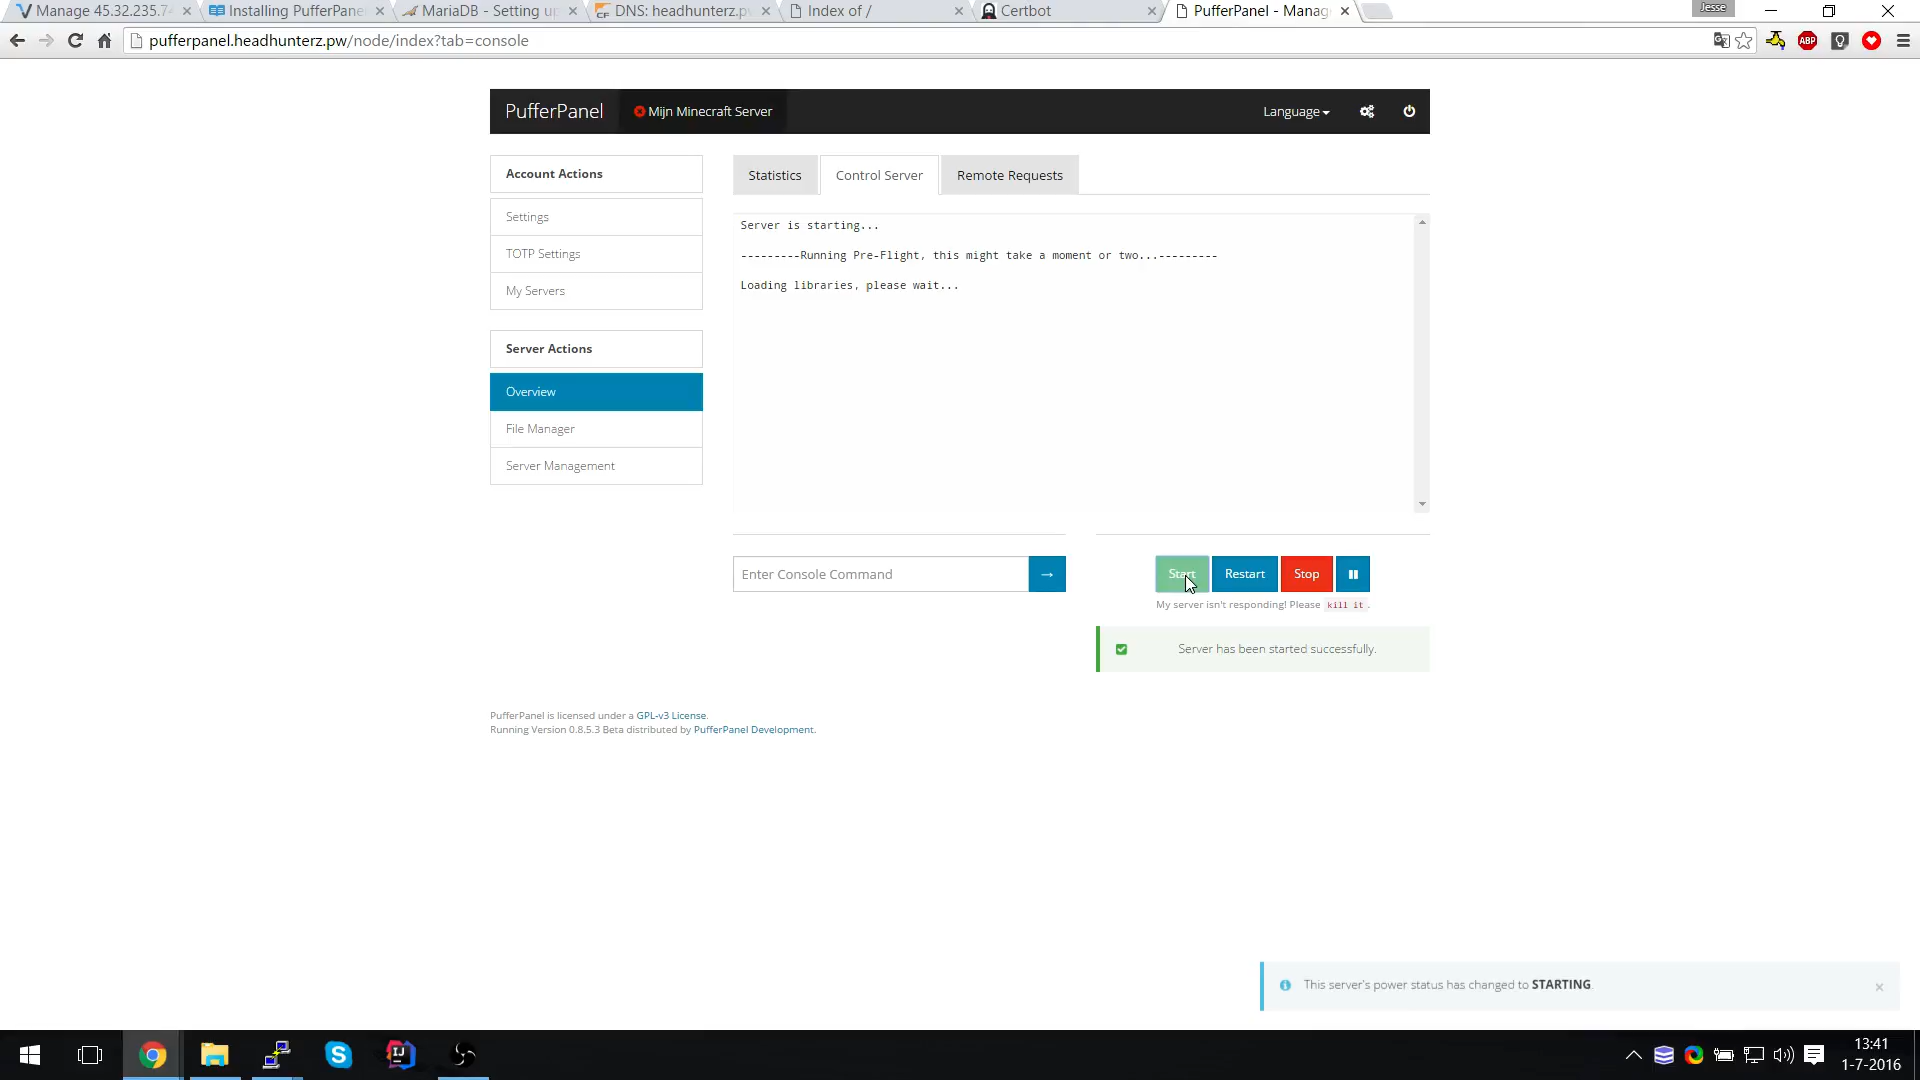 Manage 45.32.235.74
Installing PufferPane
MariaDB - Setting up
DNS: headhunterz.pw
Index of /
Certbot
PufferPanel - Manag
Jesse
pufferpanel.headhunterz.pw/node/index?tab=console
ABP
PufferPanel
Mijn Minecraft Server
Language
Account Actions
Settings
TOTP Settings
My Servers
Server Actions
Overview
File Manager
Server Management
Statistics
Control Server
Remote Requests
Server is starting...
---------Running Pre-Flight, this might take a moment or two...---------
Loading libraries, please wait...
Enter Console Command
→
Start
Restart
Stop
My server isn't responding! Please kill it.
Server has been started successfully.
PufferPanel is licensed under a GPL-v3 License.
Running Version 0.8.5.3 Beta distributed by PufferPanel Development.
This server's power status has changed to STARTING.
13:41
1-7-2016